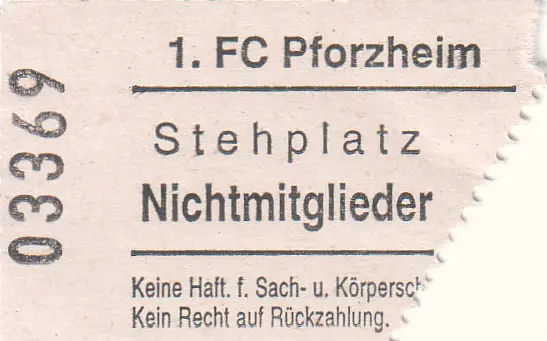 1. FC Pforzheim
Stehplatz
Nichtmitglieder
Keine Haft. f. Sach- u. Körpersch
Kein Recht auf Rückzahlung.
03369